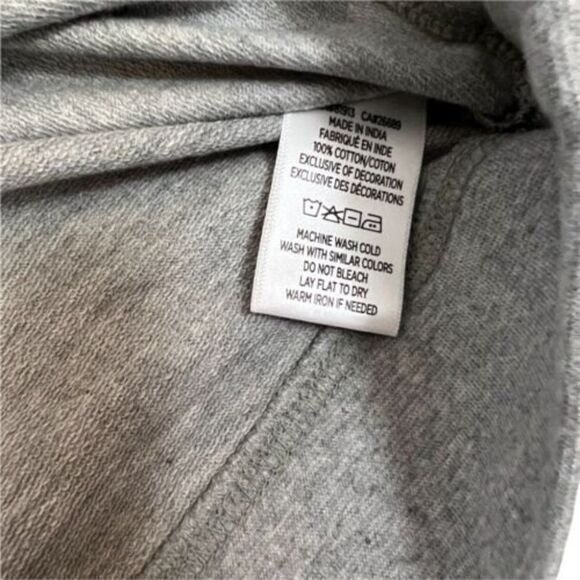 CA#26689
MADE IN INDIA
FABRIQUÉ EN INDE
100% COTTON/COTON
EXCLUSIVE OF DECORATION
EXCLUSIVE DES DÉCORATIONS
MACHINE WASH COLD
WASH WITH SIMILAR COLORS
DO NOT BLEACH
LAY FLAT TO DRY
WARM IRON IF NEEDED